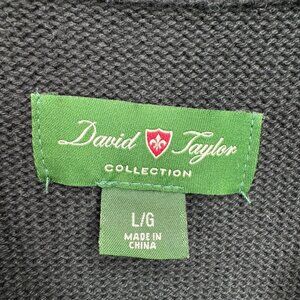 David Taylor
COLLECTION
L/G
MADE IN
CHINA